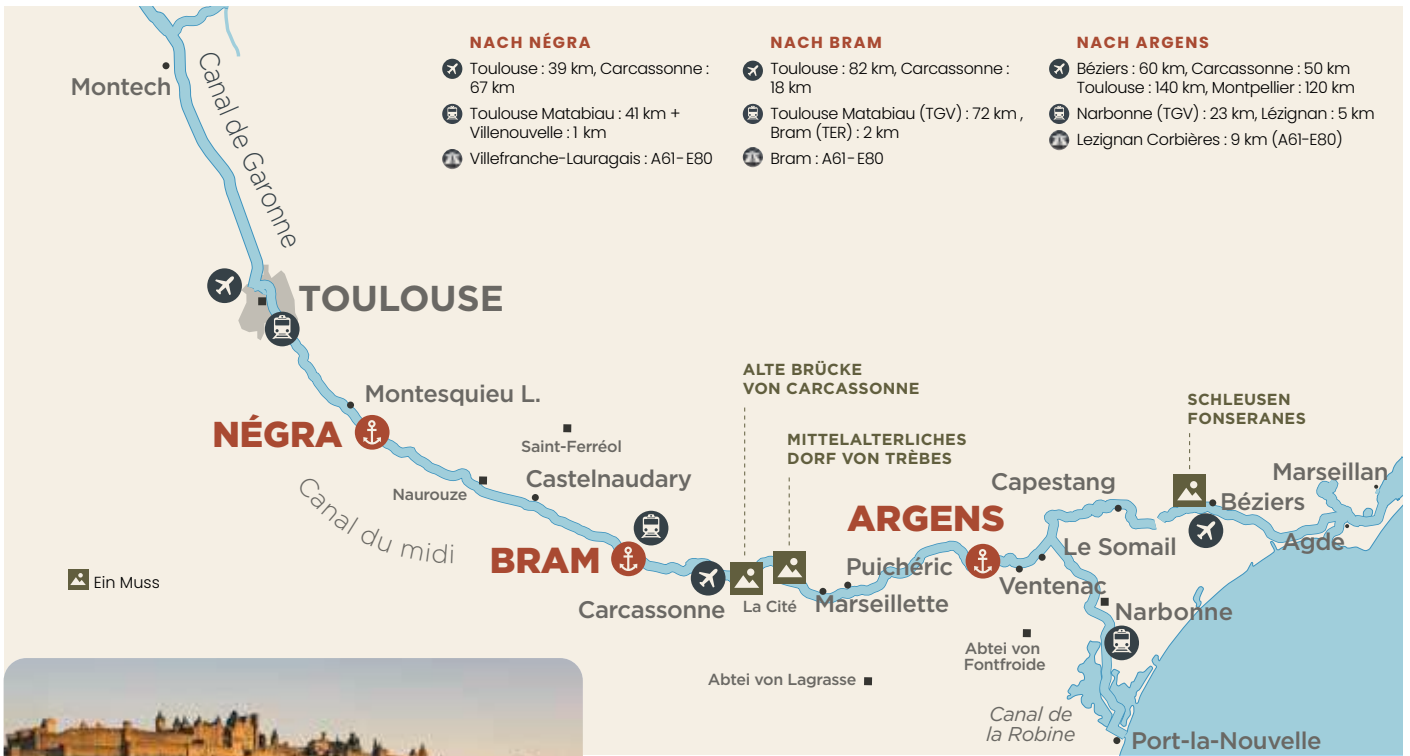 NACH NÉGRA
Toulouse : 39 km, Carcassonne :
67 km
Toulouse Matabiau : 41 km +
Villenouvelle : 1 km
Villefranche-Lauragais : A61-E80
NACH BRAM
Toulouse : 82 km, Carcassonne :
18 km
Toulouse Matabiau (TGV) : 72 km ,
Bram (TER) : 2 km
Bram : A61-E80
NACH ARGENS
Béziers : 60 km, Carcassonne : 50 km
Toulouse : 140 km, Montpellier : 120 km
Narbonne (TGV) : 23 km, Lézignan : 5 km
Lezignan Corbières : 9 km (A61-E80)
Montech
Canal de Garonne
TOULOUSE
Montesquieu L.
NÉGRA
Saint-Ferréol
Naurouze
Castelnaudary
Canal du midi
BRAM
ALTE BRÜCKE
VON CARCASSONNE
MITTELALTERLICHES
DORF VON TRÈBES
SCHLEUSEN
FONSERANES
Marseillan
Capestang
Béziers
ARGENS
Agde
Le Somail
Puichéric
Ventenac
Carcassonne
La Cité
Marseillette
Narbonne
Abtei von
Fontfroide
Abtei von Lagrasse
Canal de
la Robine
Port-la-Nouvelle
Ein Muss